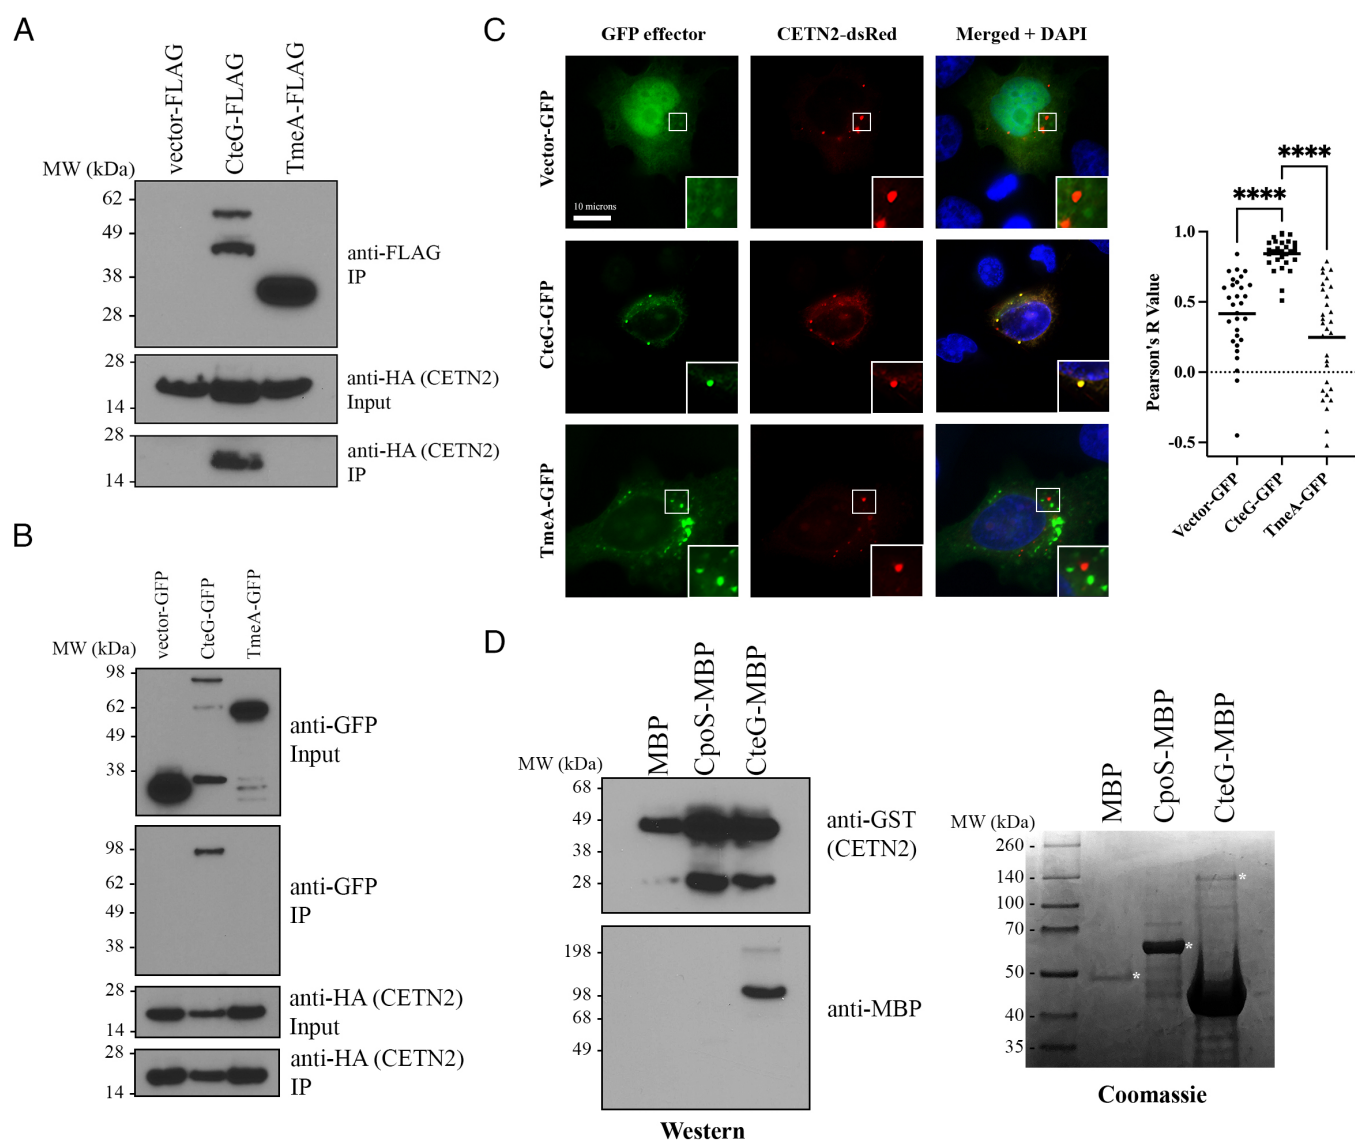 A
vector-FLAG
CteG-FLAG
TmeA-FLAG
MW (kDa)
62
49
38
28
anti-FLAG
IP
28
14
anti-HA (CETN2)
Input
28
14
anti-HA (CETN2)
IP
B
vector-GFP
CteG-GFP
TmeA-GFP
MW (kDa)
98
62
49
38
anti-GFP
Input
98
62
49
38
anti-GFP
IP
28
14
anti-HA (CETN2)
Input
28
14
anti-HA (CETN2)
IP
C
GFP effector
CETN2-dsRed
Merged + DAPI
Vector-GFP
10 microns
CteG-GFP
TmeA-GFP
****
****
Pearson's R Value
1.0
0.5
0.0
-0.5
Vector-GFP
CteG-GFP
TmeA-GFP
D
MBP
CpoS-MBP
CteG-MBP
MW (kDa)
68
49
38
28
anti-GST
(CETN2)
198
98
68
49
anti-MBP
Western
MBP
CpoS-MBP
CteG-MBP
MW (kDa)
260
140
100
70
50
40
35
*
*
*
Coomassie